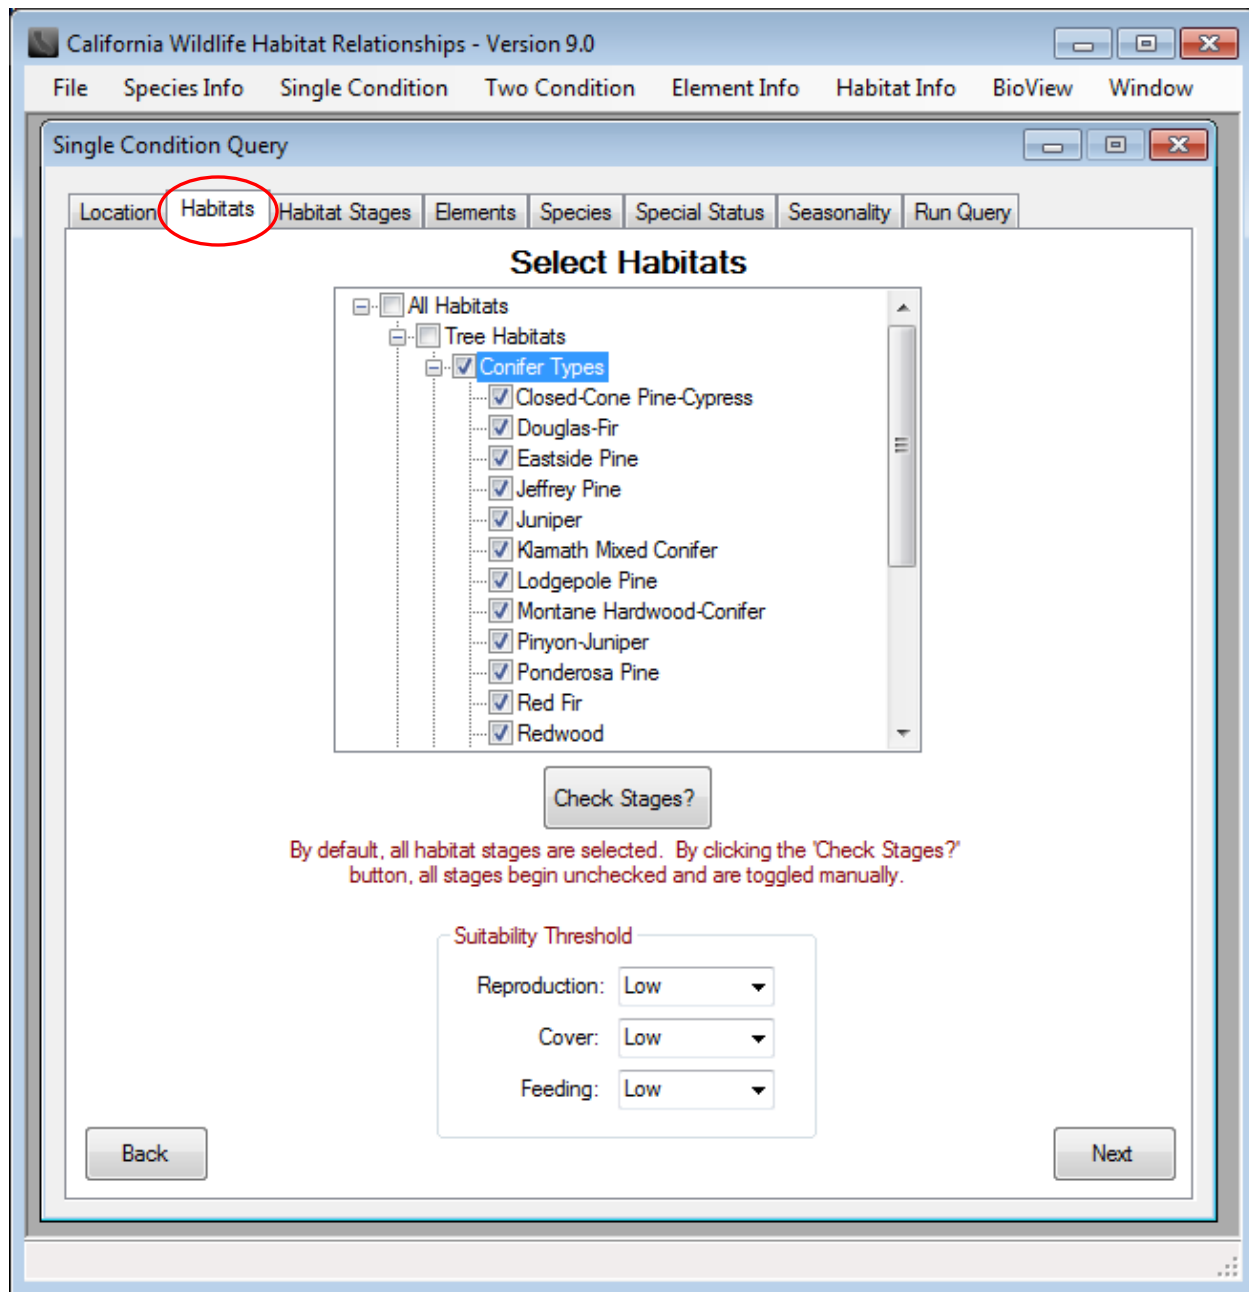 California Wildlife Habitat Relationships - Version 9.0
File Species Info Single Condition Two Condition Element Info Habitat Info BioView Window
Single Condition Query
Location Habitats Habitat Stages Elements Species Special Status Seasonality Run Query
Select Habitats
All Habitats
Tree Habitats
Conifer Types
Closed-Cone Pine-Cypress
Douglas-Fir
Eastside Pine
Jeffrey Pine
Juniper
Klamath Mixed Conifer
Lodgepole Pine
Montane Hardwood-Conifer
Pinyon-Juniper
Ponderosa Pine
Red Fir
Redwood
Check Stages?
By default, all habitat stages are selected. By clicking the 'Check Stages?'
button, all stages begin unchecked and are toggled manually.
Suitability Threshold
Reproduction: Low
Cover: Low
Feeding: Low
Back Next